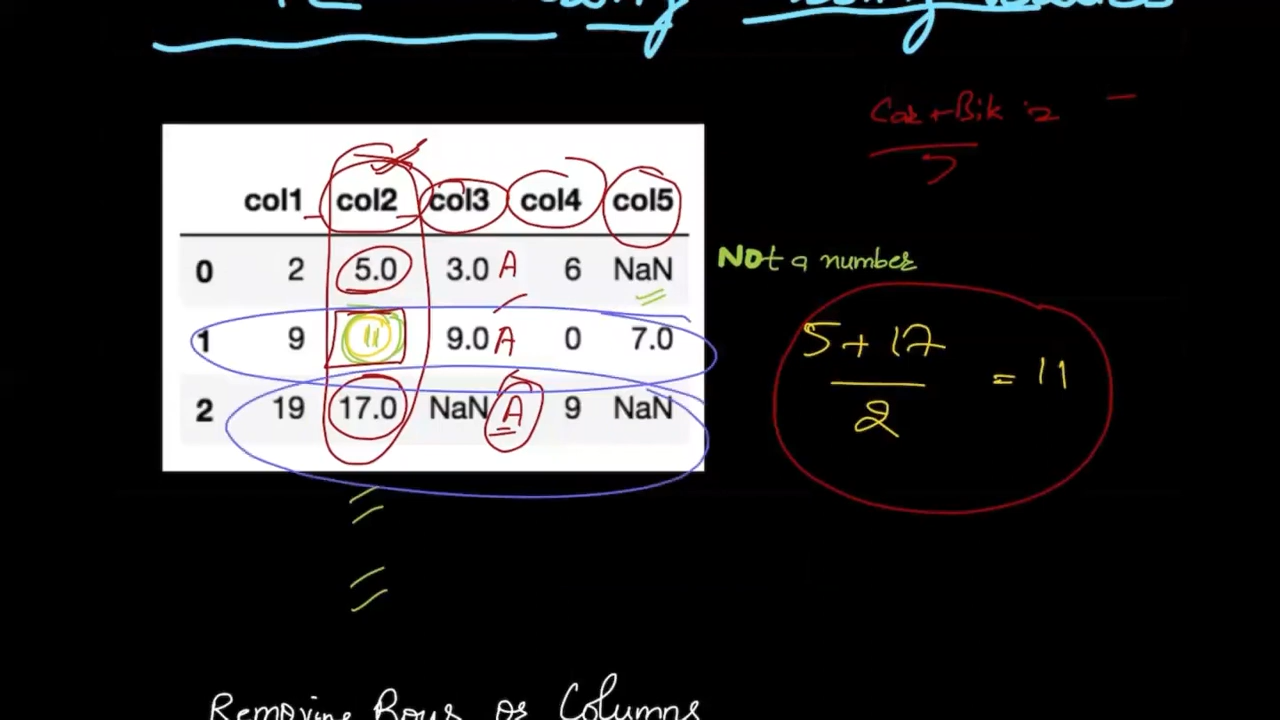 col1 col2 col3 col4 col5
0 2 5.0 3.0 A 6 NaN
1 9 11 9.0 A 0 7.0
2 19 17.0 NaN A 9 NaN
Not a number
5 + 17
2
= 11
Removing Rows or Columns